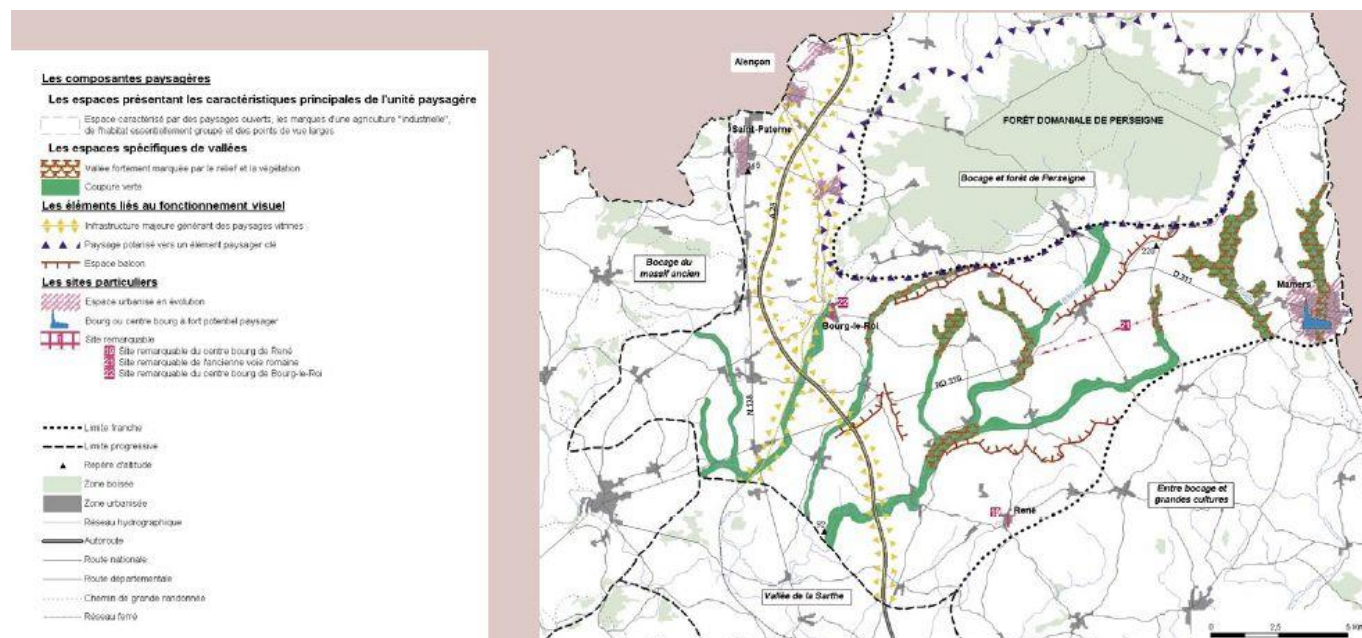 Les composantes paysagères
Les espaces présentant les caractéristiques principales de l'unité paysagère
Espace caractérisé par des paysages ouverts, les marques d'une agriculture "industrielle",
de l'habitat essentiellement groupé et des points de vue larges
Les espaces spécifiques de vallées
Vallée fortement marquée par le relief et la végétation
Coupure verte
Les éléments liés au fonctionnement visuel
Infrastructure majeure générant des paysages vitrines
Paysage polarisé vers un élément paysager clé
Espace balcon
Les sites particuliers
Espace urbanisé en évolution
Bourg ou centre bourg à fort potentiel paysager
Site remarquable
19 Site remarquable du centre bourg de René
21 Site remarquable de l'ancienne voie romaine
22 Site remarquable du centre bourg de Bourg-le-Roi
Limite franche
Limite progressive
Repère d'altitude
Zone boisée
Zone urbanisée
Réseau hydrographique
Autoroute
Route nationale
Route départementale
Chemin de grande randonnée
Réseau ferré
Alençon
Saint-Paterne
FORÊT DOMANIALE DE PERSEIGNE
Bocage et forêt de Perseigne
A 28
Bocage du
massif ancien
220
D 311
Mamers
22
Bourg-le-Roi
21
RD 310
N 138
Entre bocage et
grandes cultures
19
René
Vallée de la Sarthe
0 2,5 5 Km